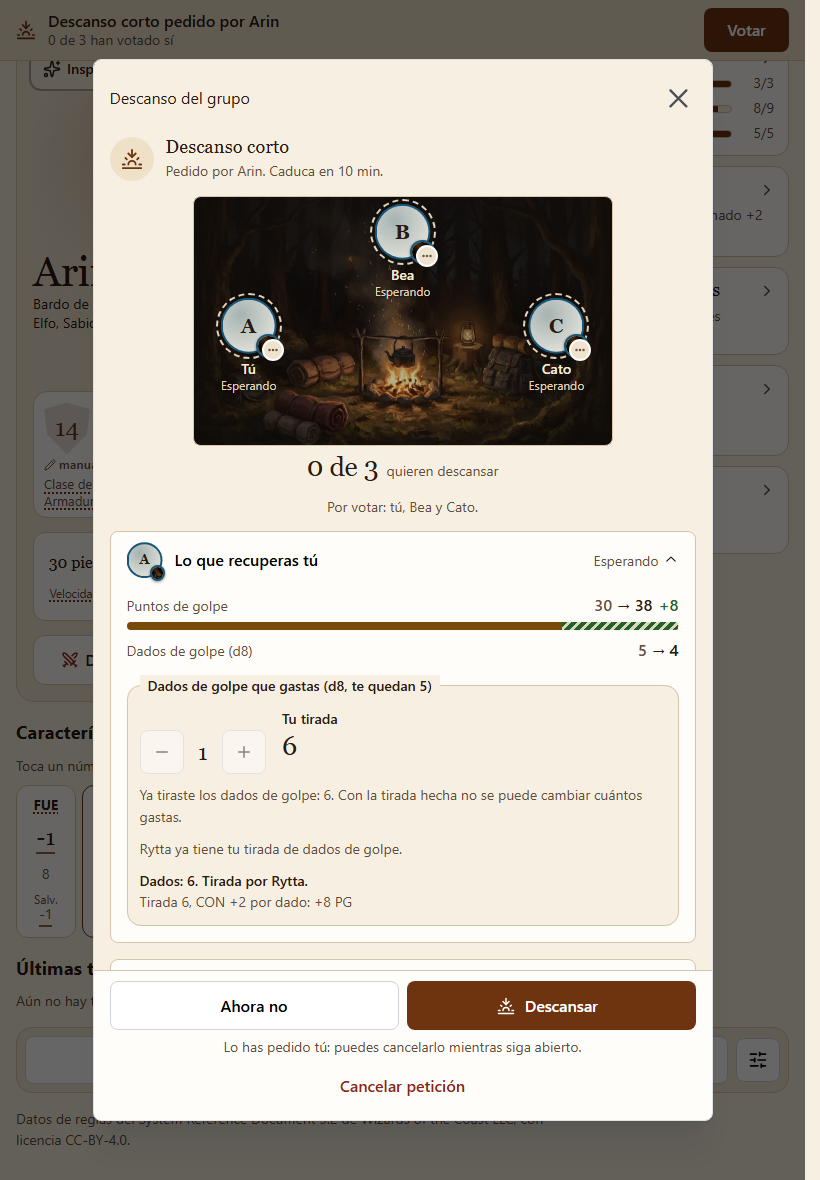 Descanso corto pedido por Arin
0 de 3 han votado sí
Votar
Insp
3/3
8/9
5/5
Descanso del grupo
Descanso corto
Pedido por Arin. Caduca en 10 min.
B
Bea
Esperando
A
Tú
Esperando
C
Cato
Esperando
0 de 3 quieren descansar
Por votar: tú, Bea y Cato.
A
Lo que recuperas tú
Esperando
Puntos de golpe
30 → 38 +8
Dados de golpe (d8)
5 → 4
Dados de golpe que gastas (d8, te quedan 5)
Tu tirada
− 1 +
6
Ya tiraste los dados de golpe: 6. Con la tirada hecha no se puede cambiar cuántos
gastas.
Rytta ya tiene tu tirada de dados de golpe.
Dados: 6. Tirada por Rytta.
Tirada 6, CON +2 por dado: +8 PG
Ahora no
Descansar
Lo has pedido tú: puedes cancelarlo mientras siga abierto.
Cancelar petición
Bardo de
Elfo,
14
Clase de
30
+2
FUE
-1
8
Salv.
-1
Aún no hay
licencia CC-BY-4.0.